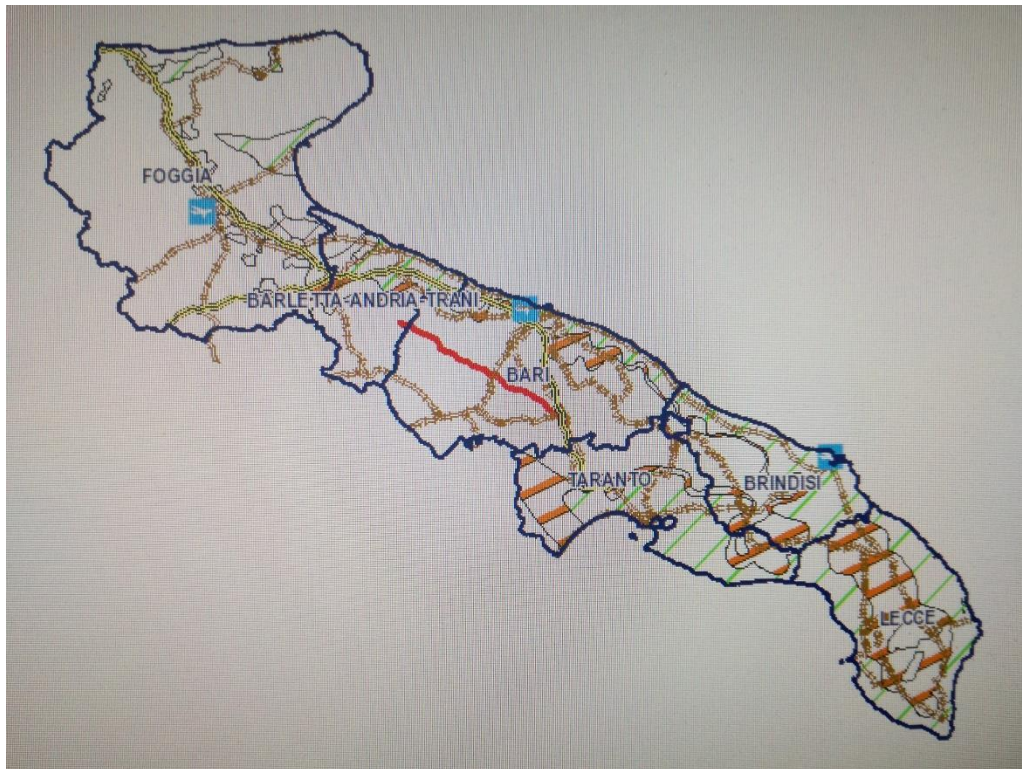 FOGGIA
BARLETTA-ANDRIA-TRANI
BARI
TARANTO
BRINDISI
LECCE